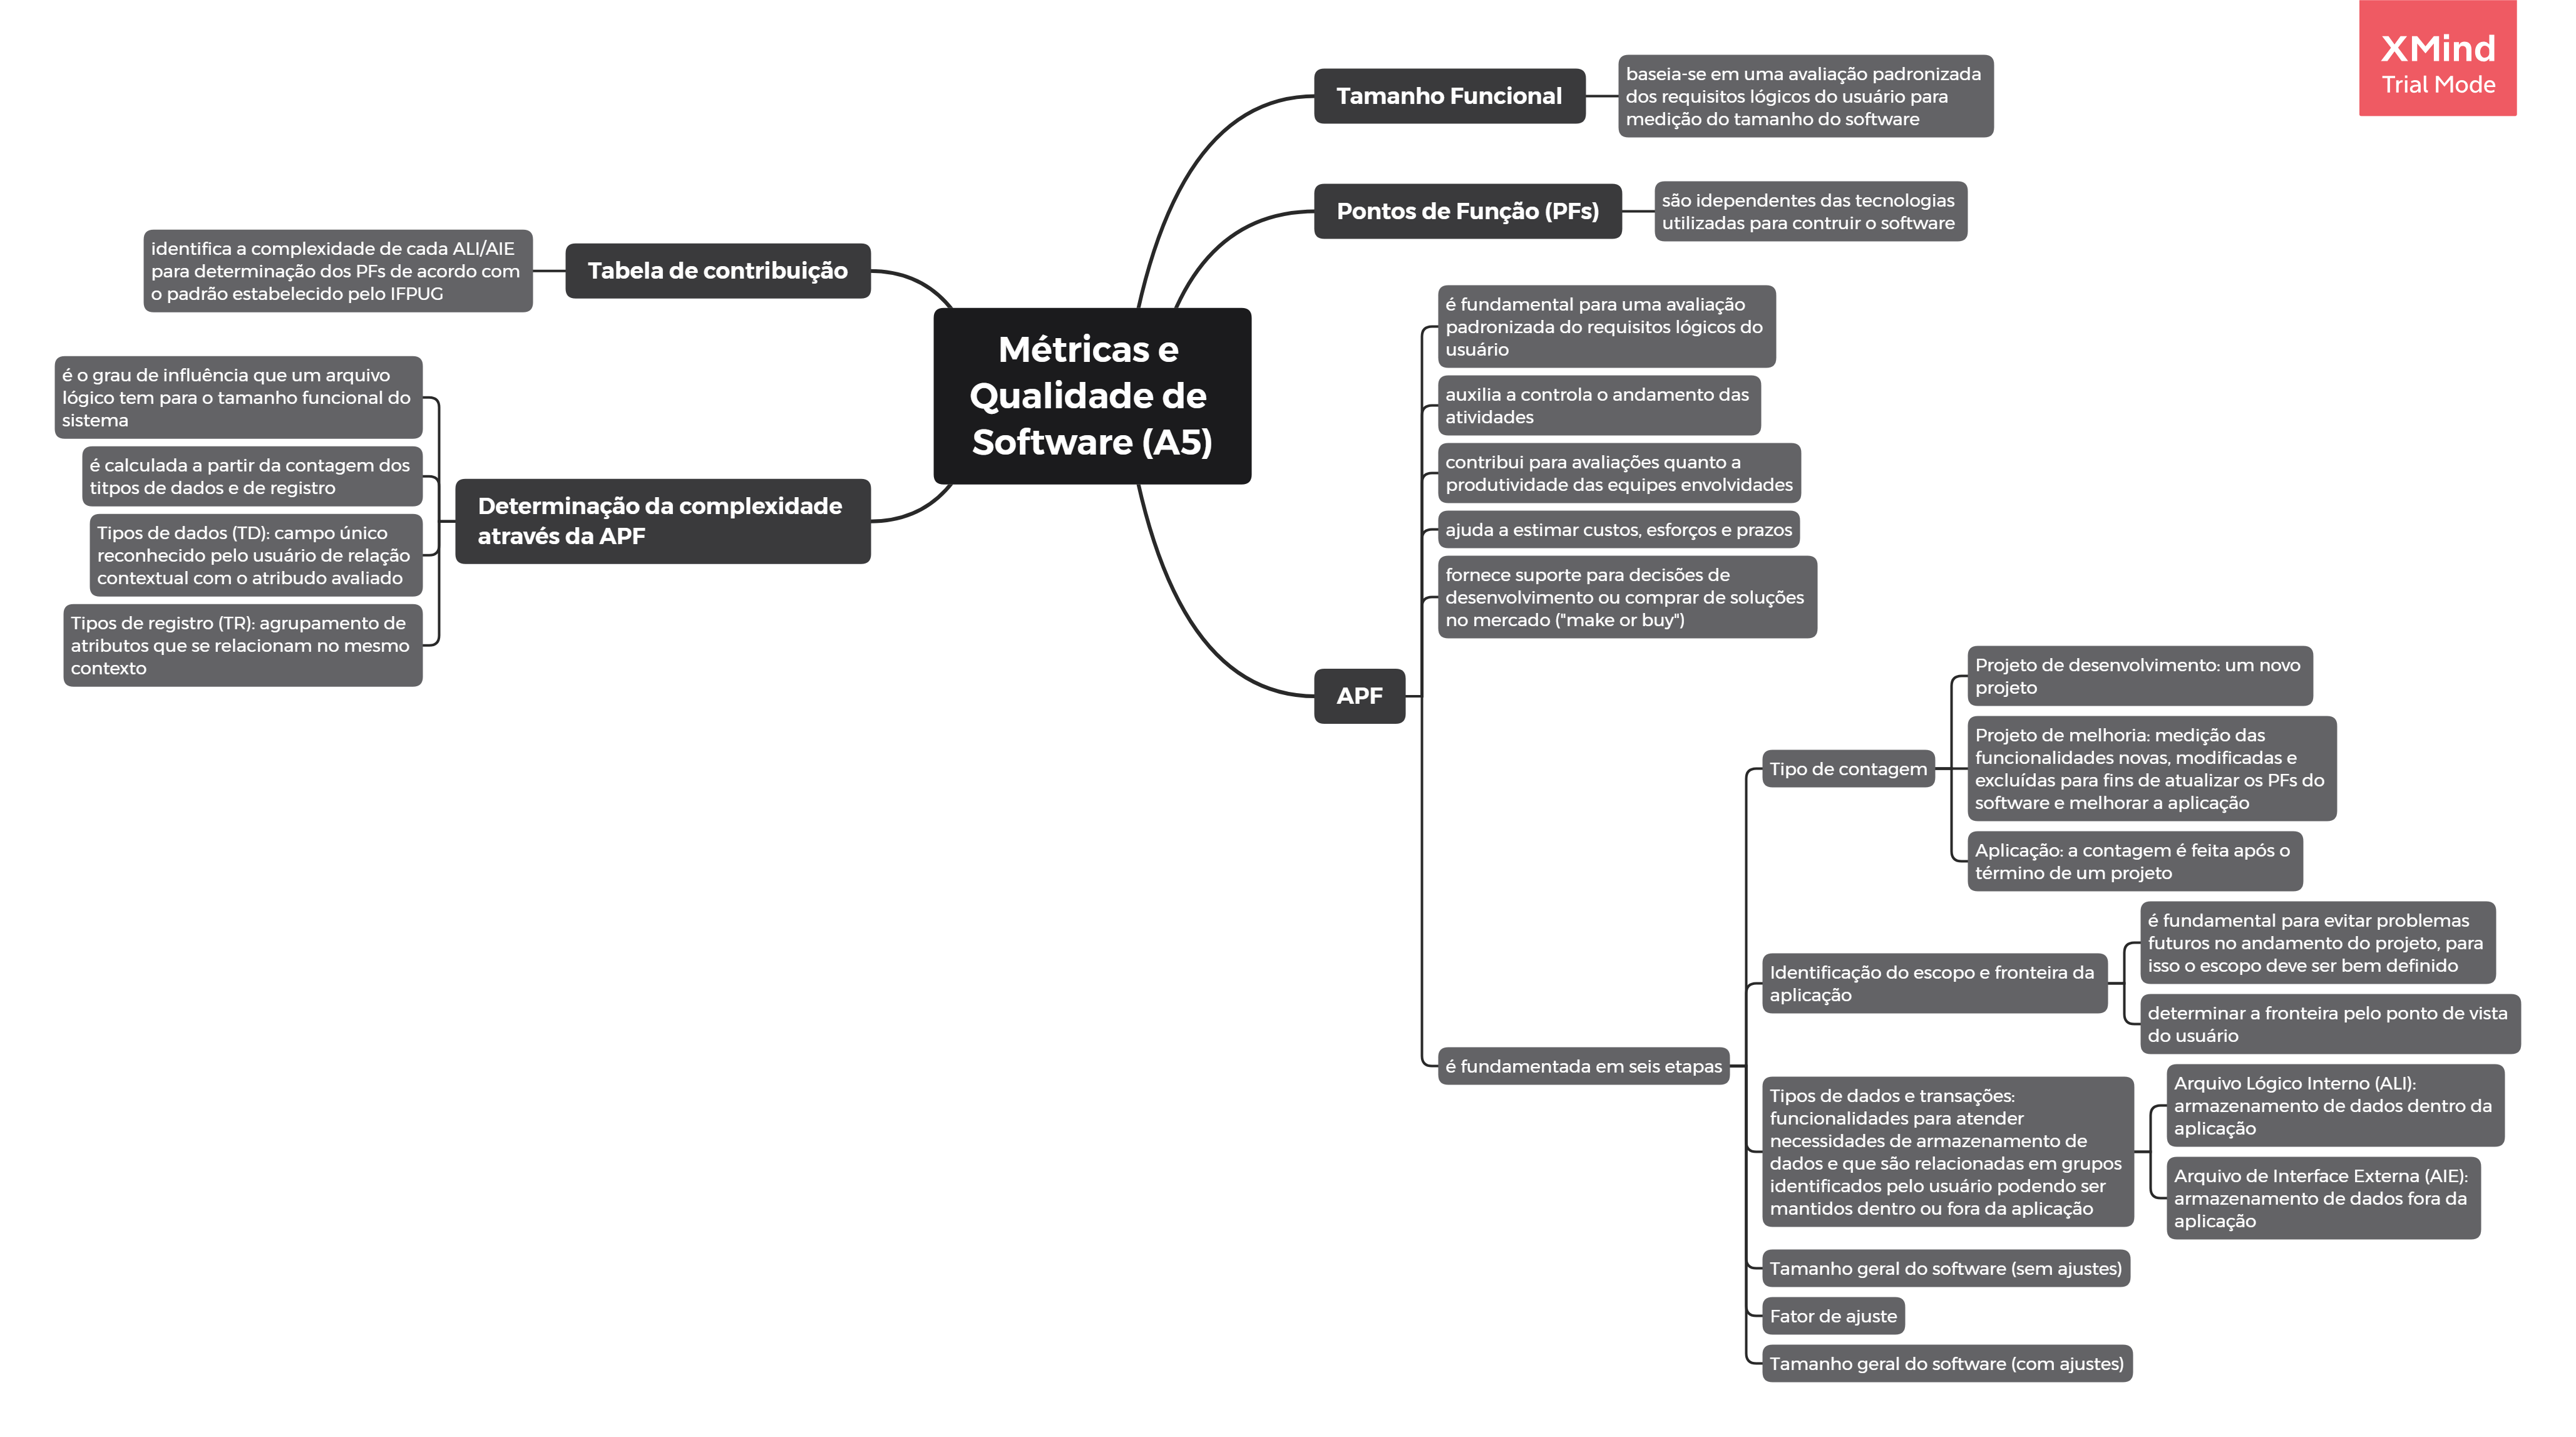 Métricas e
Qualidade de
Software (A5)
Tamanho Funcional
baseia-se em uma avaliação padronizada
dos requisitos lógicos do usuário para
medição do tamanho do software
Pontos de Função (PFs)
são idependentes das tecnologias
utilizadas para contruir o software
APF
é fundamental para uma avaliação
padronizada do requisitos lógicos do
usuário
auxilia a controla o andamento das
atividades
contribui para avaliações quanto a
produtividade das equipes envolvidades
ajuda a estimar custos, esforços e prazos
fornece suporte para decisões de
desenvolvimento ou comprar de soluções
no mercado ("make or buy")
é fundamentada em seis etapas
Tipo de contagem
Projeto de desenvolvimento: um novo
projeto
Projeto de melhoria: medição das
funcionalidades novas, modificadas e
excluídas para fins de atualizar os PFs do
software e melhorar a aplicação
Aplicação: a contagem é feita após o
término de um projeto
Identificação do escopo e fronteira da
aplicação
é fundamental para evitar problemas
futuros no andamento do projeto, para
isso o escopo deve ser bem definido
determinar a fronteira pelo ponto de vista
do usuário
Tipos de dados e transações:
funcionalidades para atender
necessidades de armazenamento de
dados e que são relacionadas em grupos
identificados pelo usuário podendo ser
mantidos dentro ou fora da aplicação
Arquivo Lógico Interno (ALI):
armazenamento de dados dentro da
aplicação
Arquivo de Interface Externa (AIE):
armazenamento de dados fora da
aplicação
Tamanho geral do software (sem ajustes)
Fator de ajuste
Tamanho geral do software (com ajustes)
Tabela de contribuição
identifica a complexidade de cada ALI/AIE
para determinação dos PFs de acordo com
o padrão estabelecido pelo IFPUG
Determinação da complexidade
através da APF
é o grau de influência que um arquivo
lógico tem para o tamanho funcional do
sistema
é calculada a partir da contagem dos
titpos de dados e de registro
Tipos de dados (TD): campo único
reconhecido pelo usuário de relação
contextual com o atribudo avaliado
Tipos de registro (TR): agrupamento de
atributos que se relacionam no mesmo
contexto
XMind
Trial Mode